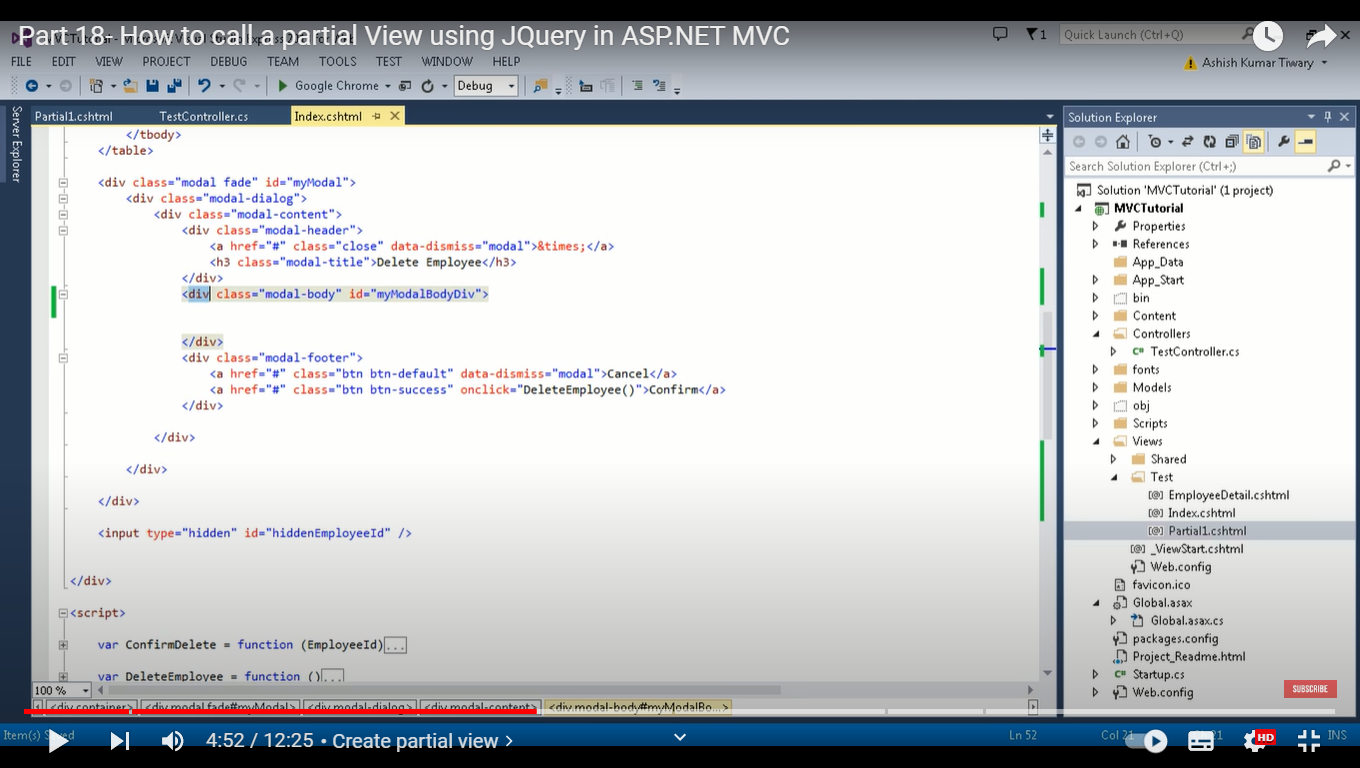 Part 18: How to call a partial View using JQuery in ASP.NET MVC
1
Quick Launch (Ctrl+Q)
FILE EDIT VIEW PROJECT DEBUG TEAM TOOLS TEST WINDOW HELP
Ashish Kumar Tiwary
Google Chrome
Debug
Server Explorer
Partial1.cshtml
TestController.cs
Index.cshtml
</tbody>
</table>
<div class="modal fade" id="myModal">
<div class="modal-dialog">
<div class="modal-content">
<div class="modal-header">
<a href="#" class="close" data-dismiss="modal">&times;</a>
<h3 class="modal-title">Delete Employee</h3>
</div>
<div class="modal-body" id="myModalBodyDiv">
</div>
<div class="modal-footer">
<a href="#" class="btn btn-default" data-dismiss="modal">Cancel</a>
<a href="#" class="btn btn-success" onclick="DeleteEmployee()">Confirm</a>
</div>
</div>
</div>
</div>
<input type="hidden" id="hiddenEmployeeId" />
</div>
<script>
var ConfirmDelete = function (EmployeeId)...
var DeleteEmployee = function ()...
100 %
<div.container> <div.modal fade#myModal> <div.modal-dialog> <div.modal-content> <div.modal-body#myModalBo...>
Solution Explorer
Search Solution Explorer (Ctrl+;)
Solution 'MVCTutorial' (1 project)
MVCTutorial
Properties
References
App_Data
App_Start
bin
Content
Controllers
C# TestController.cs
fonts
Models
obj
Scripts
Views
Shared
Test
[@] EmployeeDetail.cshtml
[@] Index.cshtml
[@] Partial1.cshtml
[@] _ViewStart.cshtml
Web.config
favicon.ico
Global.asax
Global.asax.cs
packages.config
Project_Readme.html
C# Startup.cs
Web.config
SUBSCRIBE
Item(s) Saved
Ln 52
Col 21
INS
4:52 / 12:25 • Create partial view
HD